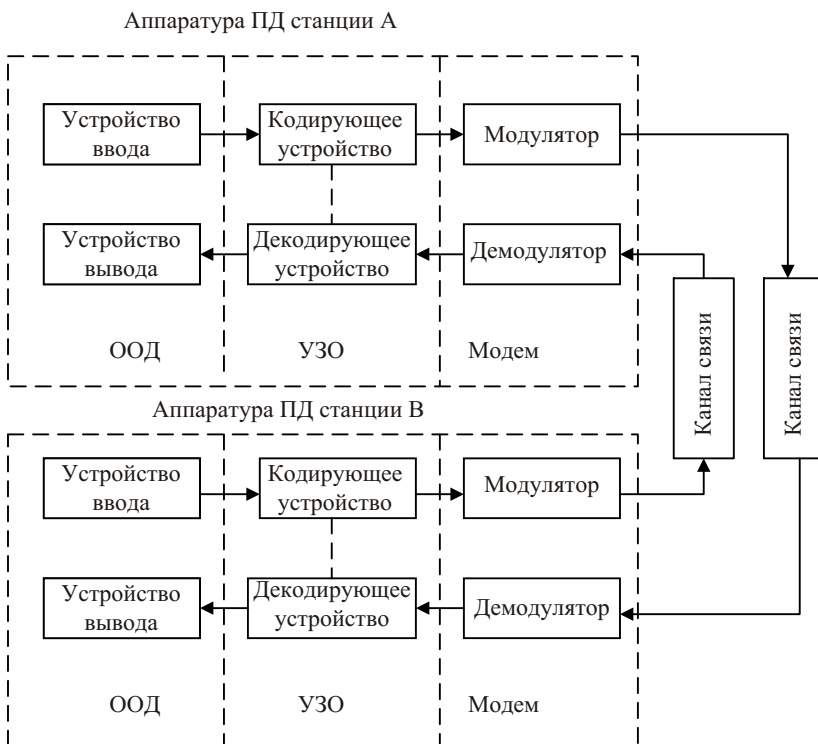 Аппаратура ПД станции А
Устройство
ввода
Кодирующее
устройство
Модулятор
Устройство
вывода
Декодирующее
устройство
Демодулятор
ООД
УЗО
Модем
Канал связи
Канал связи
Аппаратура ПД станции В
Устройство
ввода
Кодирующее
устройство
Модулятор
Устройство
вывода
Декодирующее
устройство
Демодулятор
ООД
УЗО
Модем